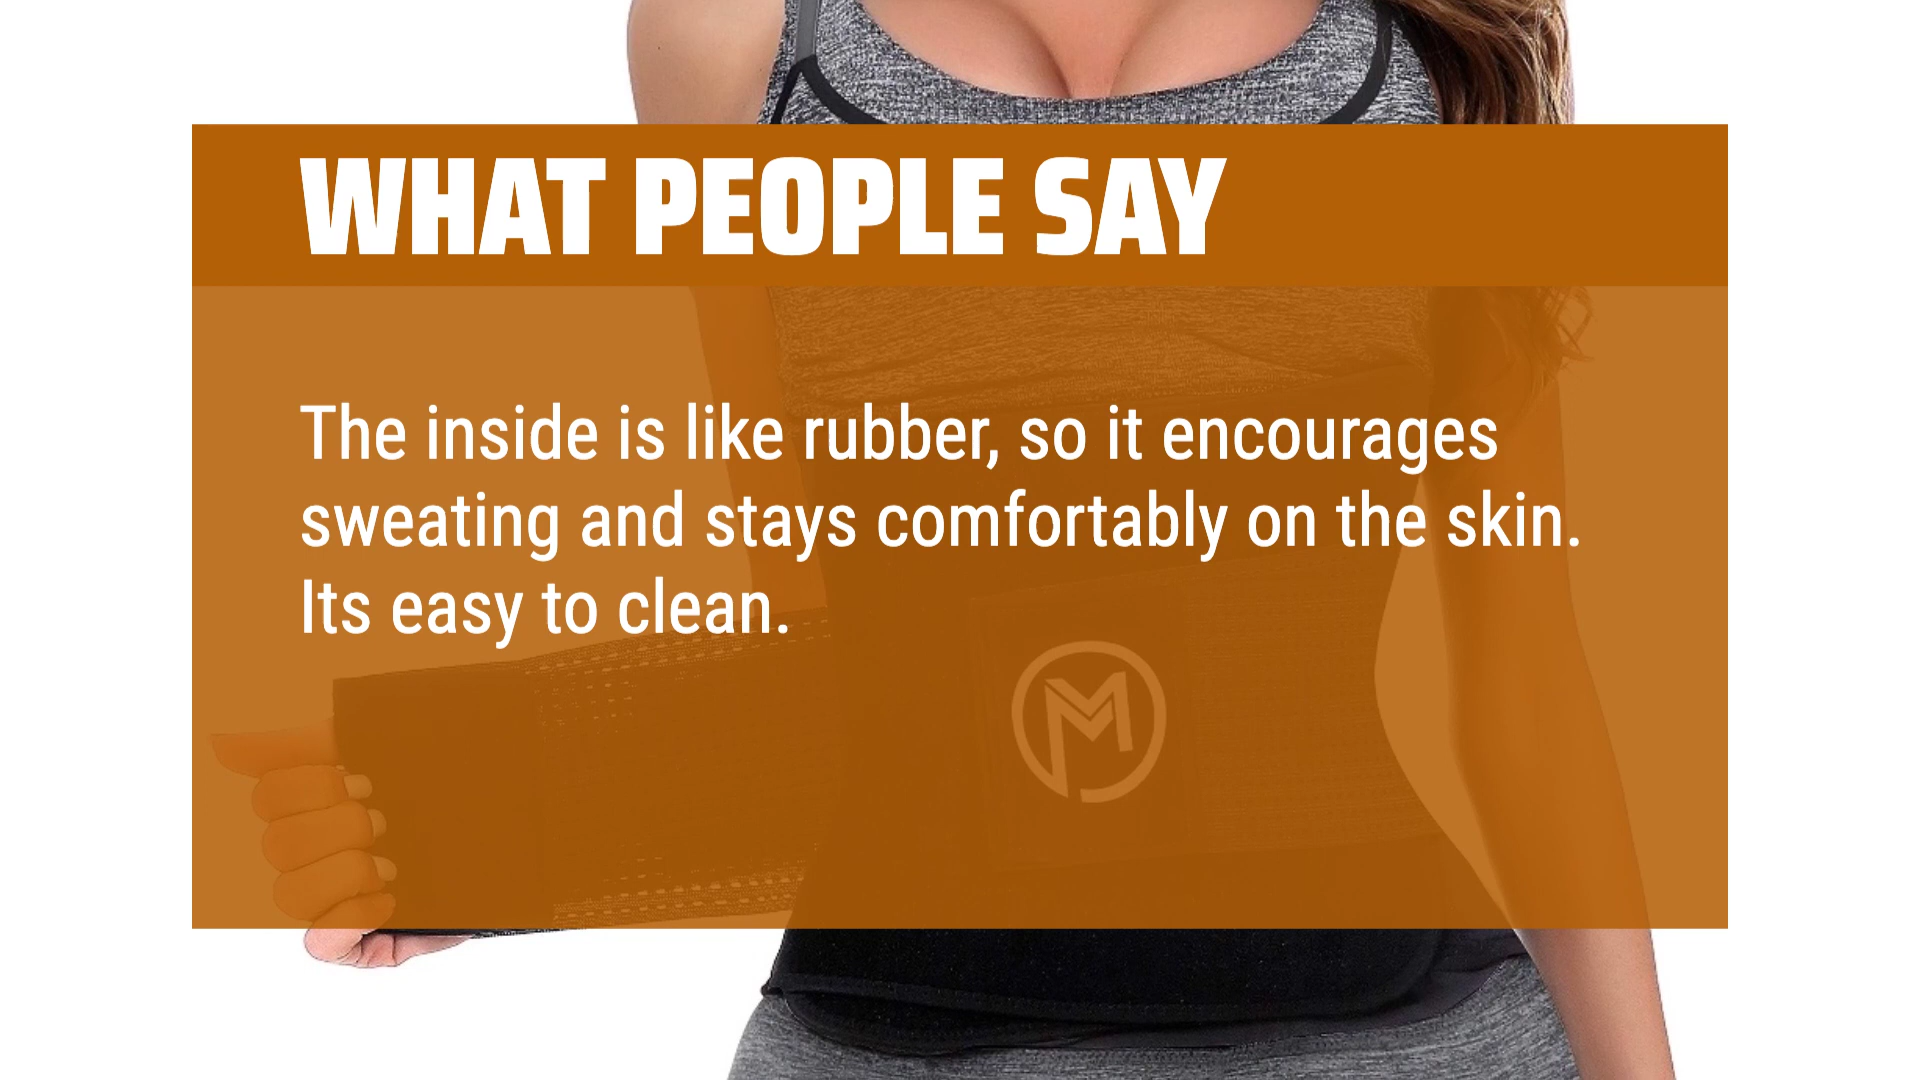 WHAT PEOPLE SAY
The inside is like rubber, so it encourages
sweating and stays comfortably on the skin.
Its easy to clean.